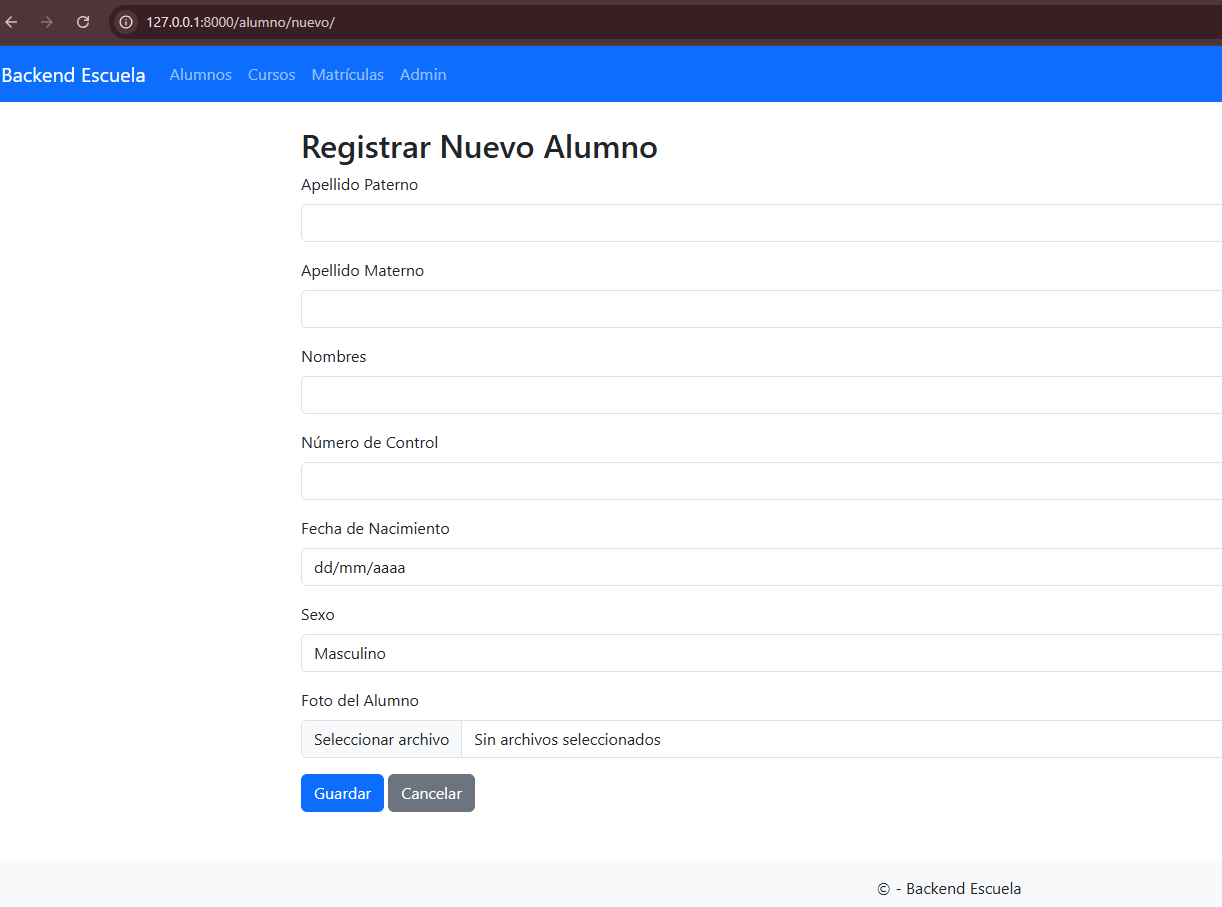 127.0.0.1:8000/alumno/nuevo/
Backend Escuela Alumnos Cursos Matrículas Admin
Registrar Nuevo Alumno
Apellido Paterno
Apellido Materno
Nombres
Número de Control
Fecha de Nacimiento
dd/mm/aaaa
Sexo
Masculino
Foto del Alumno
Seleccionar archivo Sin archivos seleccionados
Guardar Cancelar
© - Backend Escuela